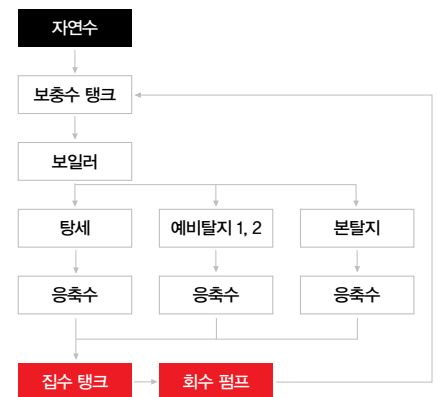 자연수
보충수 탱크
보일러
탕세
예비탈지 1, 2
본탈지
응축수
응축수
응축수
집수 탱크
회수 펌프